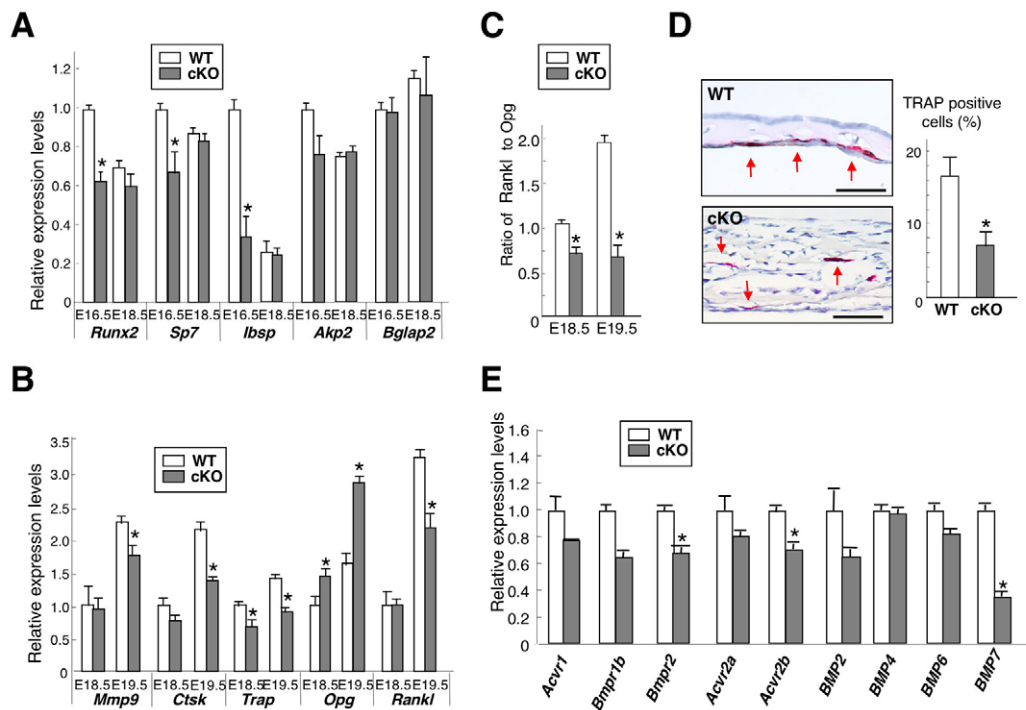 A
WT
cKO
Relative expression levels
1.2
1.0
0.8
0.6
0.4
0.2
0
E16.5 E18.5 E16.5 E18.5 E16.5 E18.5 E16.5 E18.5 E16.5 E18.5
Runx2 Sp7 Ibsp Akp2 Bglap2
* * *
C
WT
cKO
Ratio of Rankl to Opg
2.0
1.5
1.0
0.5
0
* *
E18.5 E19.5
D
WT
cKO
TRAP positive
cells (%)
20
10
0
*
WT cKO
B
WT
cKO
Relative expression levels
3.5
3.0
2.5
2.0
1.5
1.0
0.5
0
* * * * * * *
E18.5 E19.5 E18.5 E19.5 E18.5 E19.5 E18.5 E19.5 E18.5 E19.5
Mmp9 Ctsk Trap Opg Rankl
E
WT
cKO
Relative expression levels
1.6
1.4
1.2
1.0
0.8
0.6
0.4
0.2
0
* * *
Acvr1 Bmpr1b Bmpr2 Acvr2a Acvr2b BMP2 BMP4 BMP6 BMP7